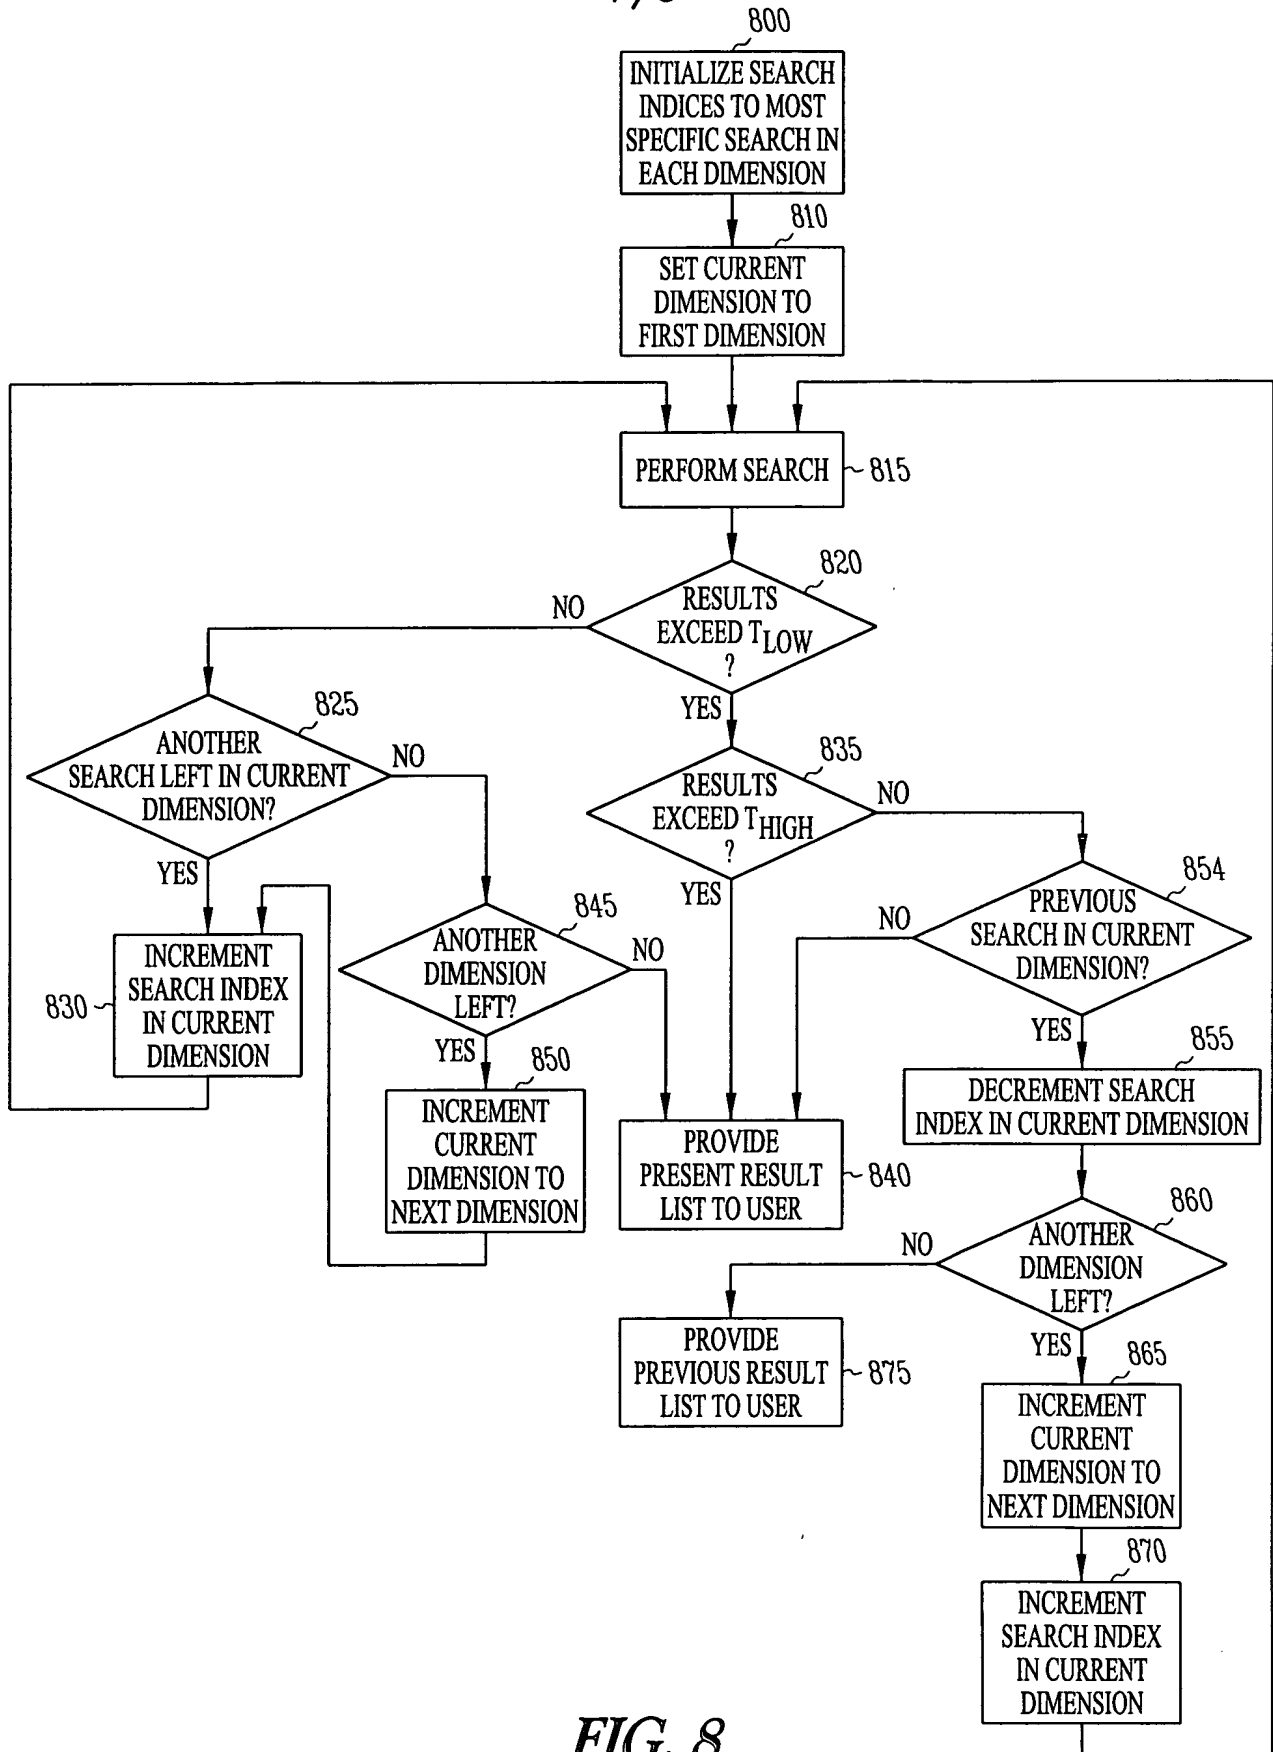 800
INITIALIZE SEARCH
INDICES TO MOST
SPECIFIC SEARCH IN
EACH DIMENSION
810
SET CURRENT
DIMENSION TO
FIRST DIMENSION
PERFORM SEARCH
815
820
RESULTS
EXCEED TLOW
?
NO
YES
825
ANOTHER
SEARCH LEFT IN CURRENT
DIMENSION?
NO
YES
835
RESULTS
EXCEED THIGH
?
NO
YES
830
INCREMENT
SEARCH INDEX
IN CURRENT
DIMENSION
845
ANOTHER
DIMENSION
LEFT?
NO
YES
854
PREVIOUS
SEARCH IN CURRENT
DIMENSION?
NO
YES
850
INCREMENT
CURRENT
DIMENSION TO
NEXT DIMENSION
PROVIDE
PRESENT RESULT
LIST TO USER
840
855
DECREMENT SEARCH
INDEX IN CURRENT DIMENSION
860
ANOTHER
DIMENSION
LEFT?
NO
YES
PROVIDE
PREVIOUS RESULT
LIST TO USER
875
865
INCREMENT
CURRENT
DIMENSION TO
NEXT DIMENSION
870
INCREMENT
SEARCH INDEX
IN CURRENT
DIMENSION
FIG. 8